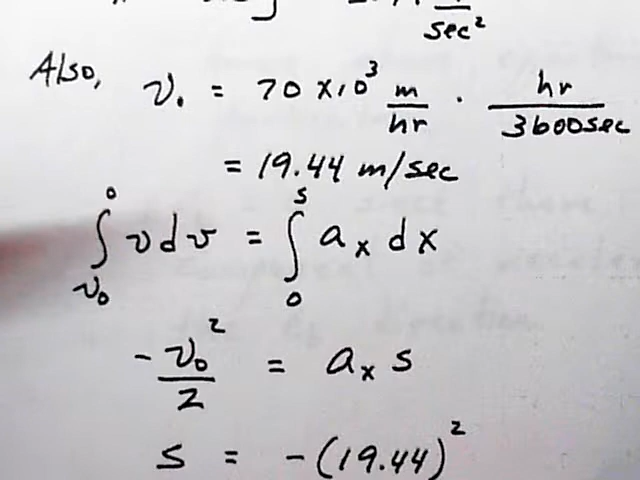 sec²
Also, v₀ = 70 ×10³ m/hr · hr/3600sec
= 19.44 m/sec
∫_{v₀}^{0} v dv = ∫_{0}^{s} aₓ dx
-v₀²/2 = aₓ s
s = -(19.44)²